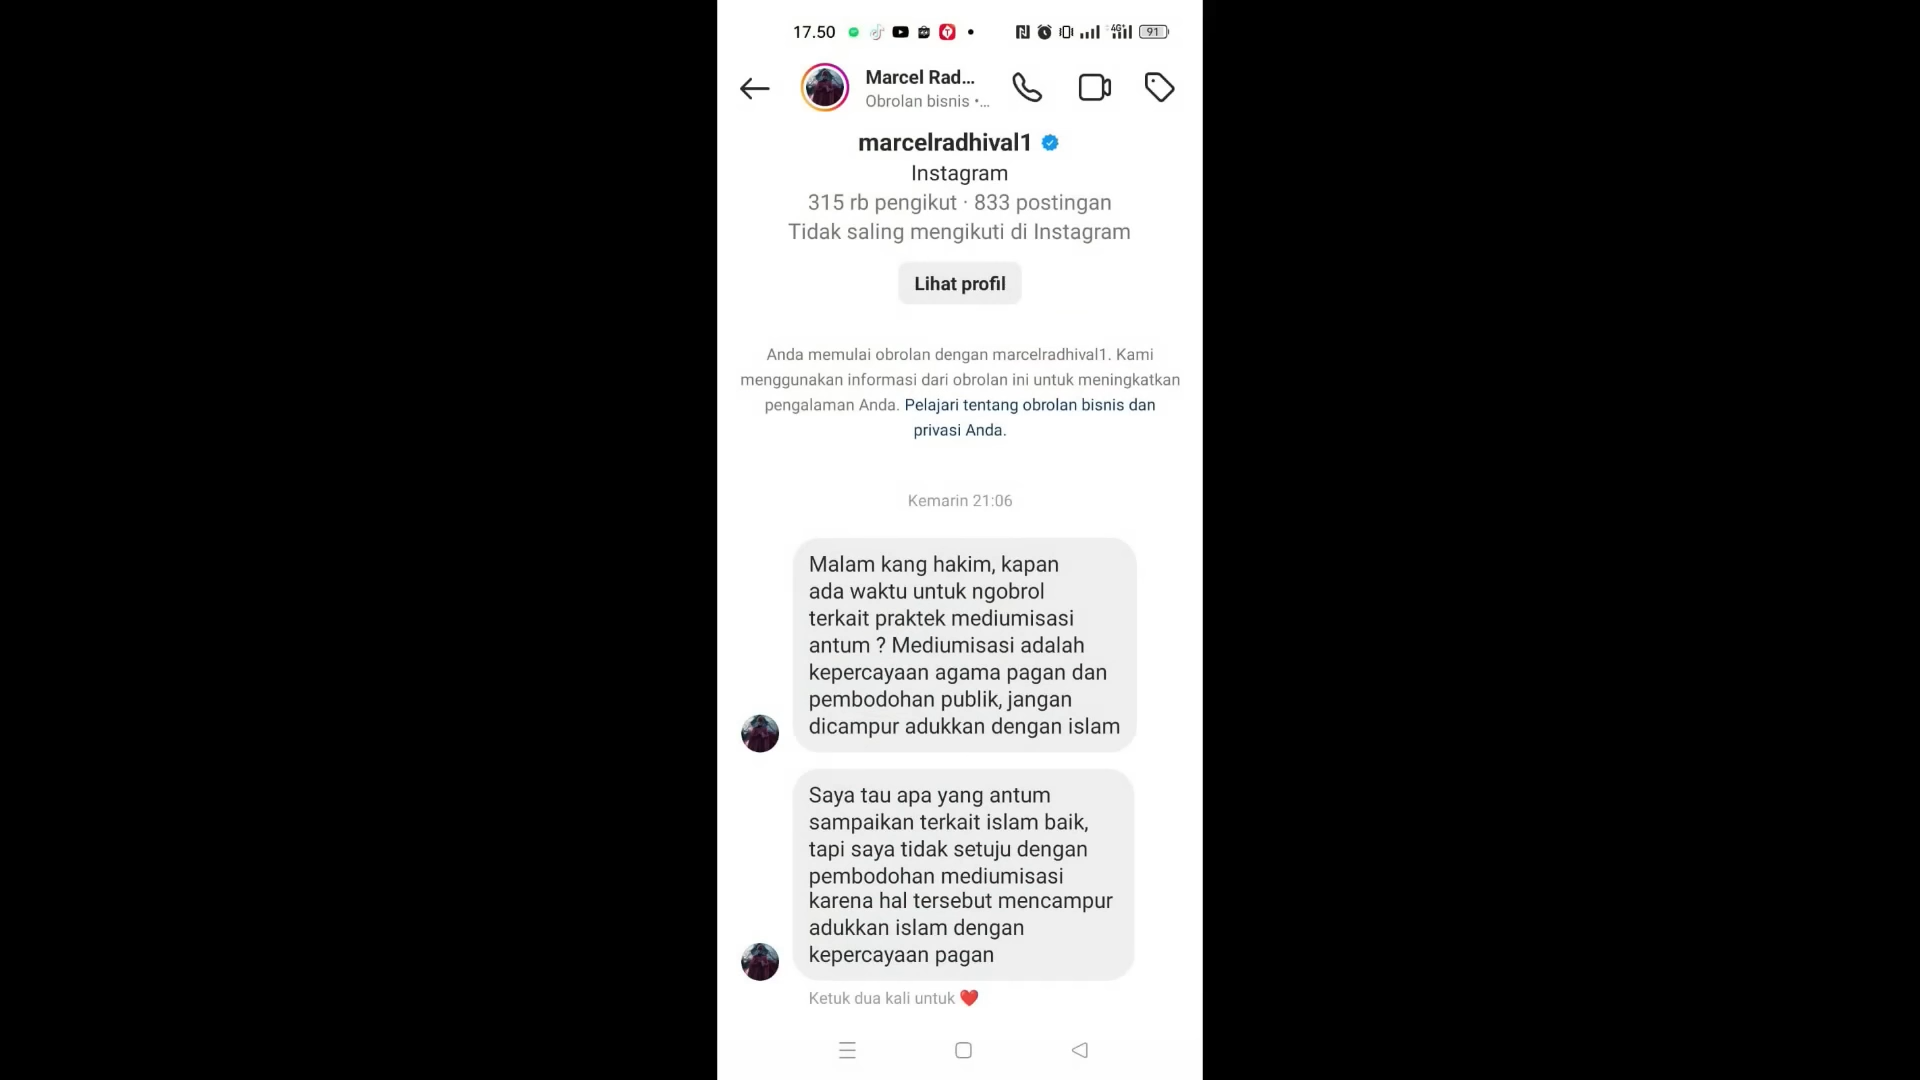 17.50
4G+
91
Marcel Rad...
Obrolan bisnis •...
marcelradhival1
Instagram
315 rb pengikut · 833 postingan
Tidak saling mengikuti di Instagram
Lihat profil
Anda memulai obrolan dengan marcelradhival1. Kami
menggunakan informasi dari obrolan ini untuk meningkatkan
pengalaman Anda. Pelajari tentang obrolan bisnis dan
privasi Anda.
Kemarin 21:06
Malam kang hakim, kapan
ada waktu untuk ngobrol
terkait praktek mediumisasi
antum ? Mediumisasi adalah
kepercayaan agama pagan dan
pembodohan publik, jangan
dicampur adukkan dengan islam
Saya tau apa yang antum
sampaikan terkait islam baik,
tapi saya tidak setuju dengan
pembodohan mediumisasi
karena hal tersebut mencampur
adukkan islam dengan
kepercayaan pagan
Ketuk dua kali untuk ❤️